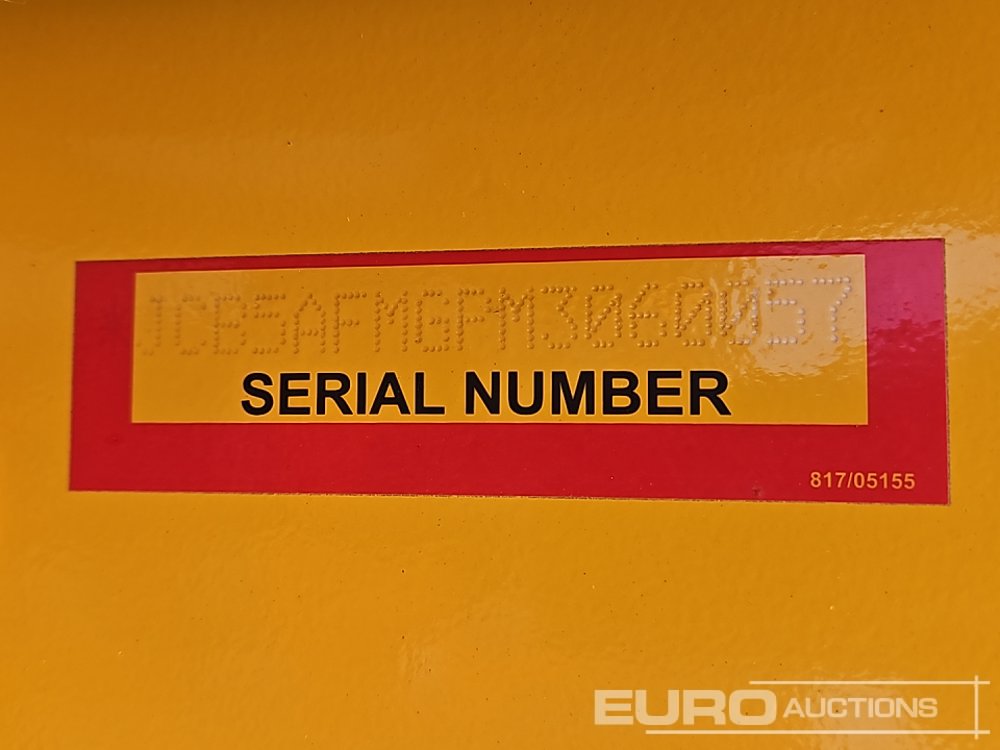 JCB5AFMGPM3060057
SERIAL NUMBER
817/05155
EURO AUCTIONS